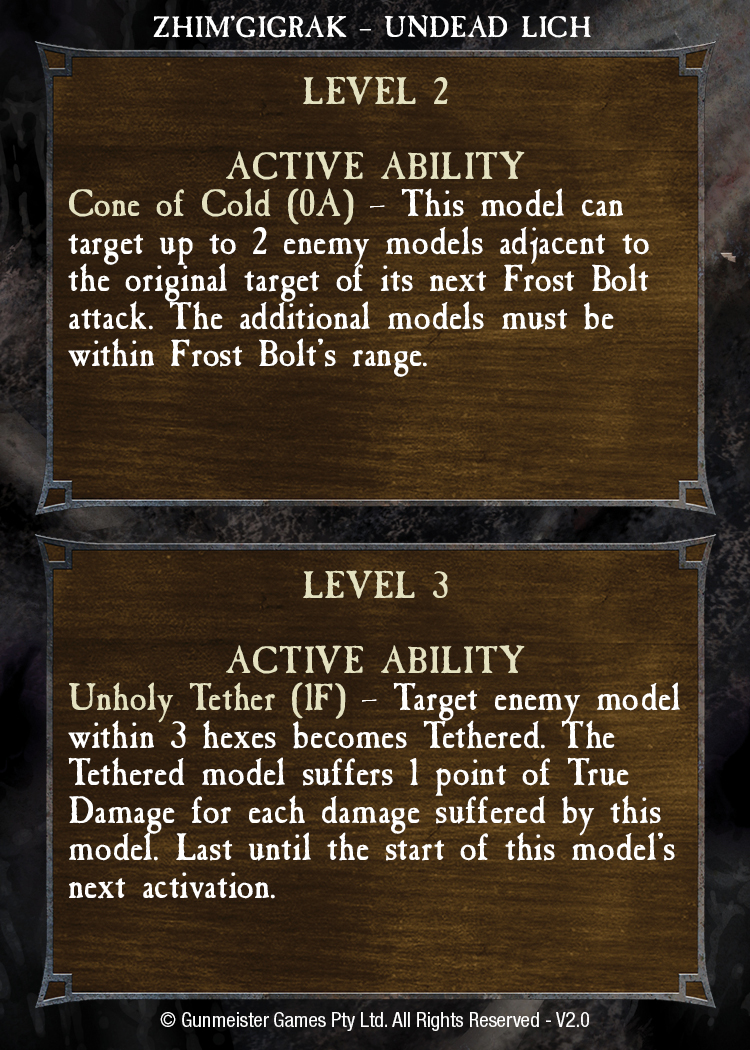 ZHIM'GIGRAK – UNDEAD LICH
LEVEL 2
ACTIVE ABILITY
Cone of Cold (0A) – This model can
target up to 2 enemy models adjacent to
the original target of its next Frost Bolt
attack. The additional models must be
within Frost Bolt's range.
LEVEL 3
ACTIVE ABILITY
Unholy Tether (1F) – Target enemy model
within 3 hexes becomes Tethered. The
Tethered model suffers 1 point of True
Damage for each damage suffered by this
model. Last until the start of this model's
next activation.
© Gunmeister Games Pty Ltd. All Rights Reserved - V2.0